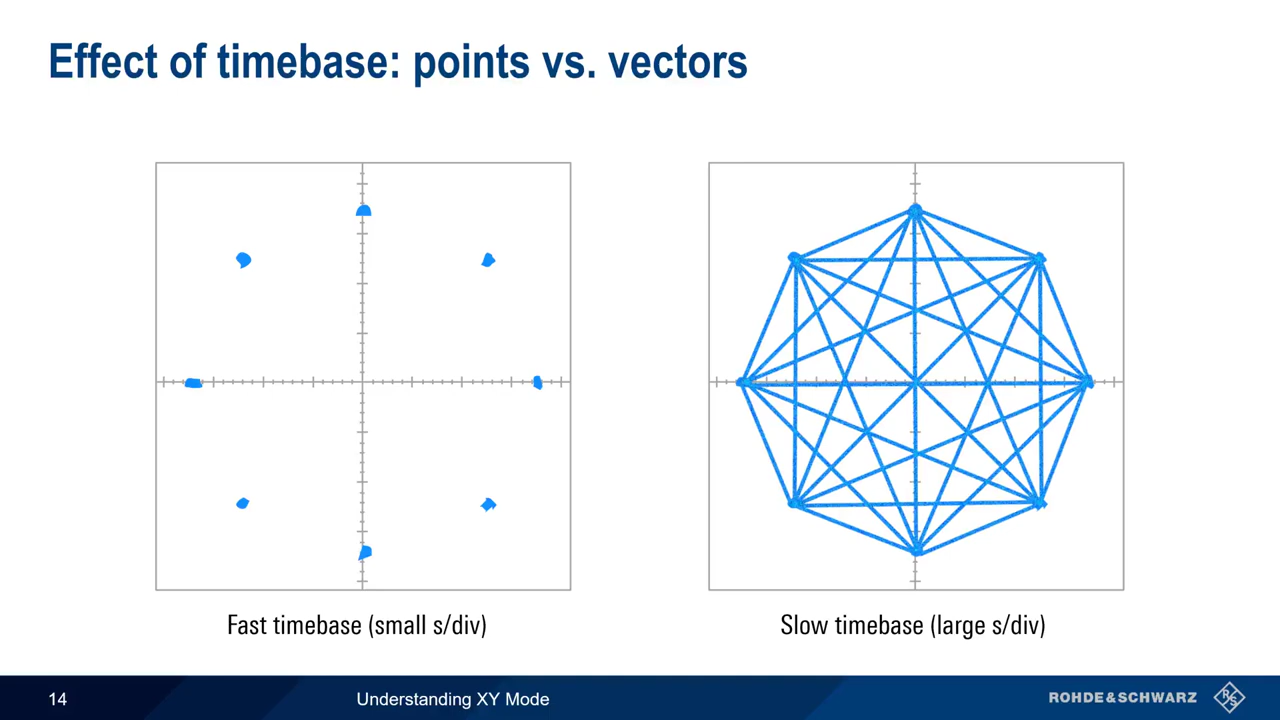 Effect of timebase: points vs. vectors
Fast timebase (small s/div)
Slow timebase (large s/div)
14
Understanding XY Mode
ROHDE & SCHWARZ
R S